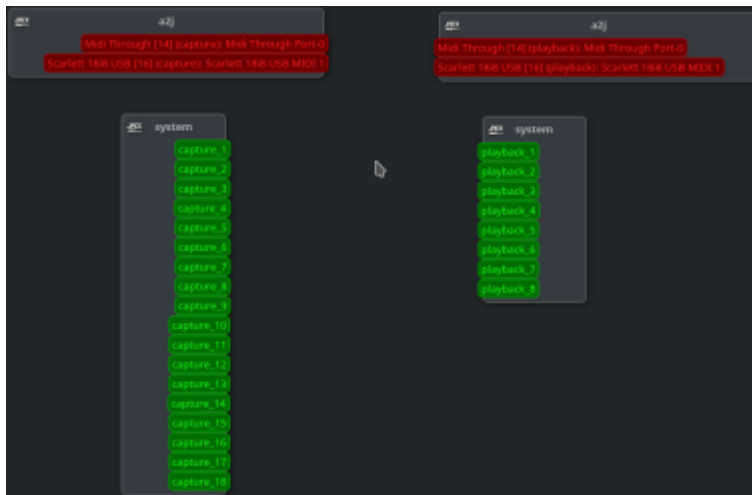 a2j
Midi Through [14] (capture): Midi Through Port-0
Scarlett 18i8 USB [16] (capture): Scarlett 18i8 USB MIDI 1
a2j
Midi Through [14] (playback): Midi Through Port-0
Scarlett 18i8 USB [16] (playback): Scarlett 18i8 USB MIDI 1
system
capture_1
capture_2
capture_3
capture_4
capture_5
capture_6
capture_7
capture_8
capture_9
capture_10
capture_11
capture_12
capture_13
capture_14
capture_15
capture_16
capture_17
capture_18
system
playback_1
playback_2
playback_3
playback_4
playback_5
playback_6
playback_7
playback_8